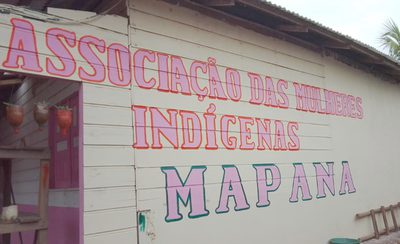 ASSOCIAÇÃO DAS MULHERES
INDÍGENAS
MAPANA